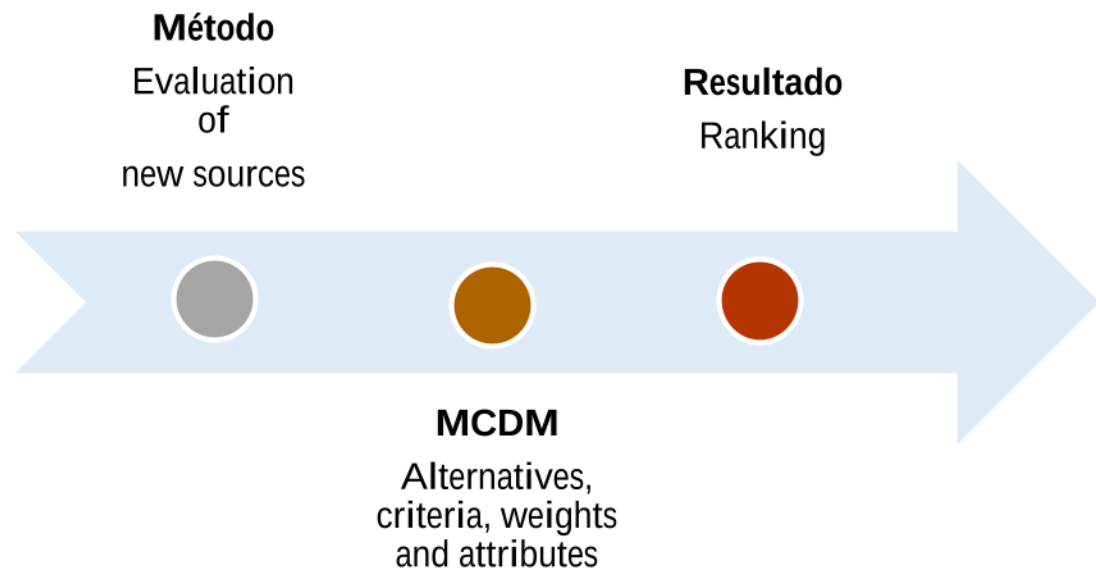 Método
Evaluation
of
new sources
MCDM
Alternatives,
criteria, weights
and attributes
Resultado
Ranking